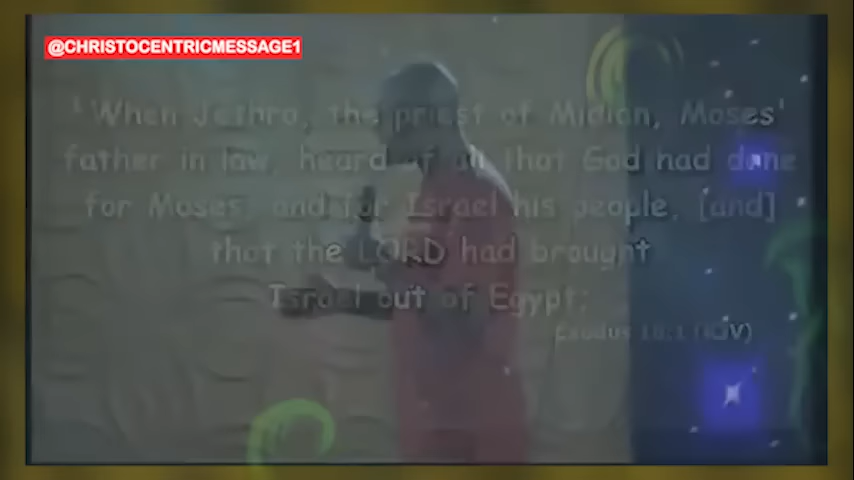 @CHRISTOCENTRICMESSAGE1
1 When Jethro, the priest of Midian, Moses'
father in law, heard of all that God had done
for Moses, and for Israel his people, [and]
that the LORD had brought
Israel out of Egypt;
Exodus 18:1 (KJV)